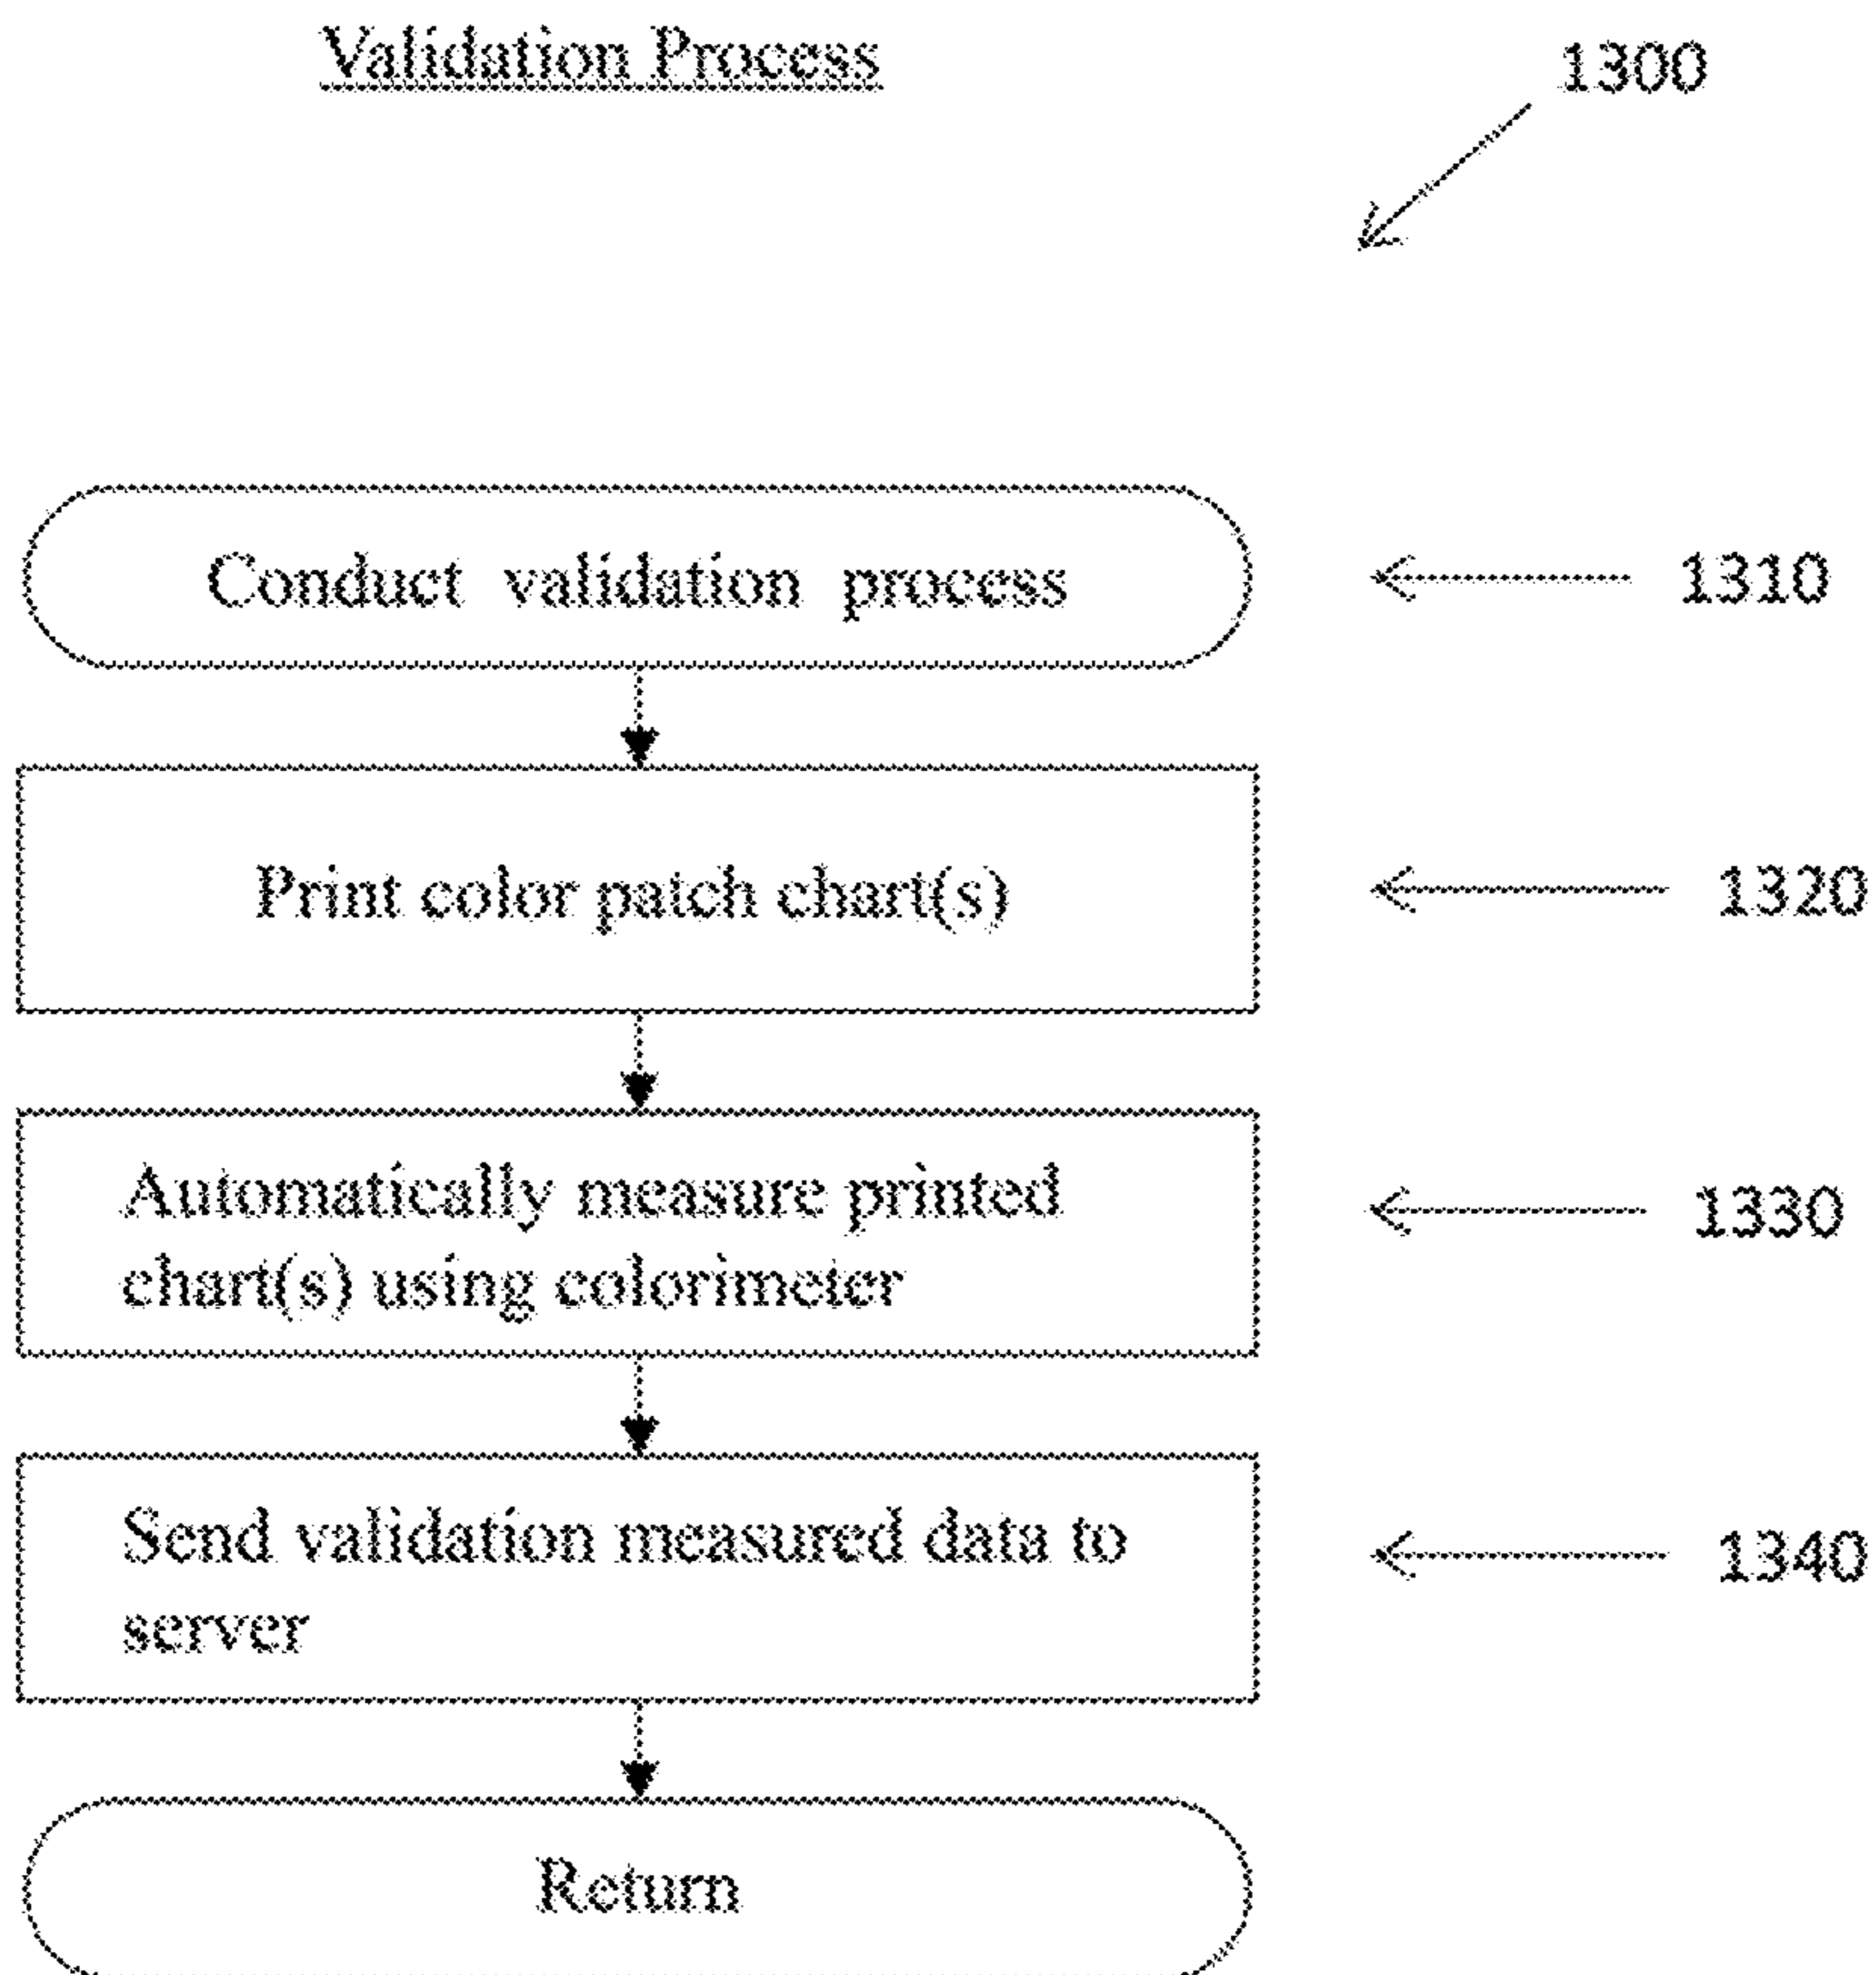 Validation Process
1300
Conduct validation process
1310
Print color patch chart(s)
1320
Automatically measure printed
chart(s) using colorimeter
1330
Send validation measured data to
server
1340
Return